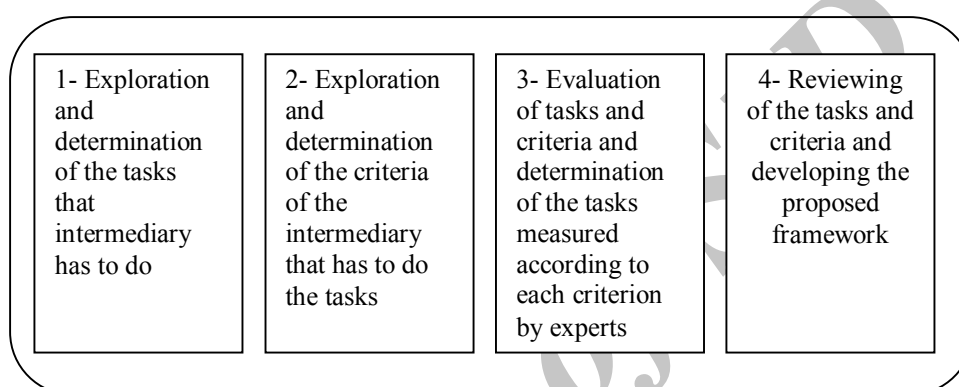 1- Exploration
and
determination
of the tasks
that
intermediary
has to do
2- Exploration
and
determination
of the criteria
of the
intermediary
that has to do
the tasks
3- Evaluation
of tasks and
criteria and
determination
of the tasks
measured
according to
each criterion
by experts
4- Reviewing
of the tasks and
criteria and
developing the
proposed
framework